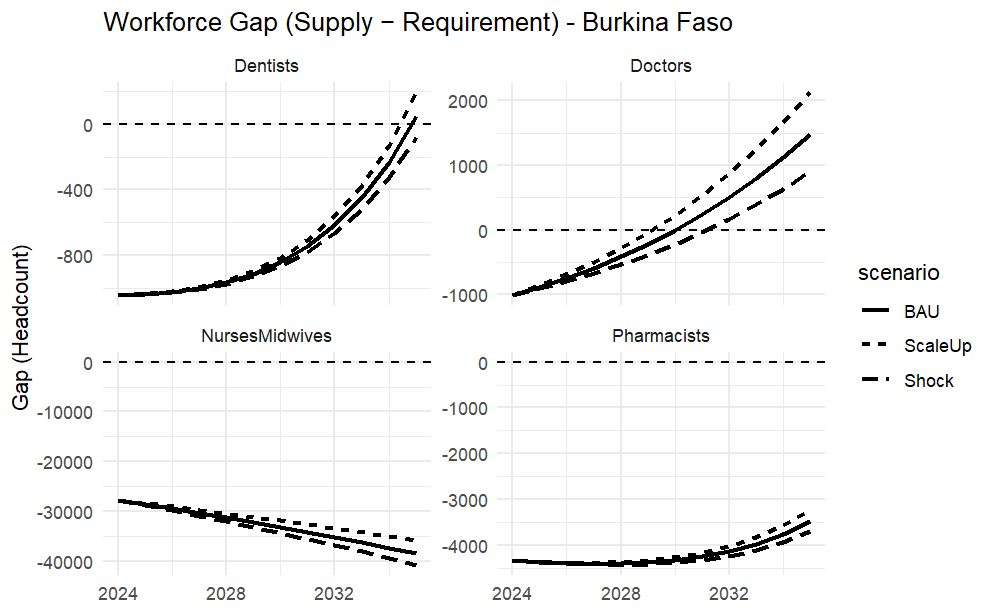 Workforce Gap (Supply − Requirement) - Burkina Faso
Dentists
Doctors
0
-400
-800
2000
1000
0
-1000
Gap (Headcount)
NursesMidwives
Pharmacists
0
-10000
-20000
-30000
-40000
0
-1000
-2000
-3000
-4000
2024
2028
2032
2024
2028
2032
scenario
BAU
ScaleUp
Shock